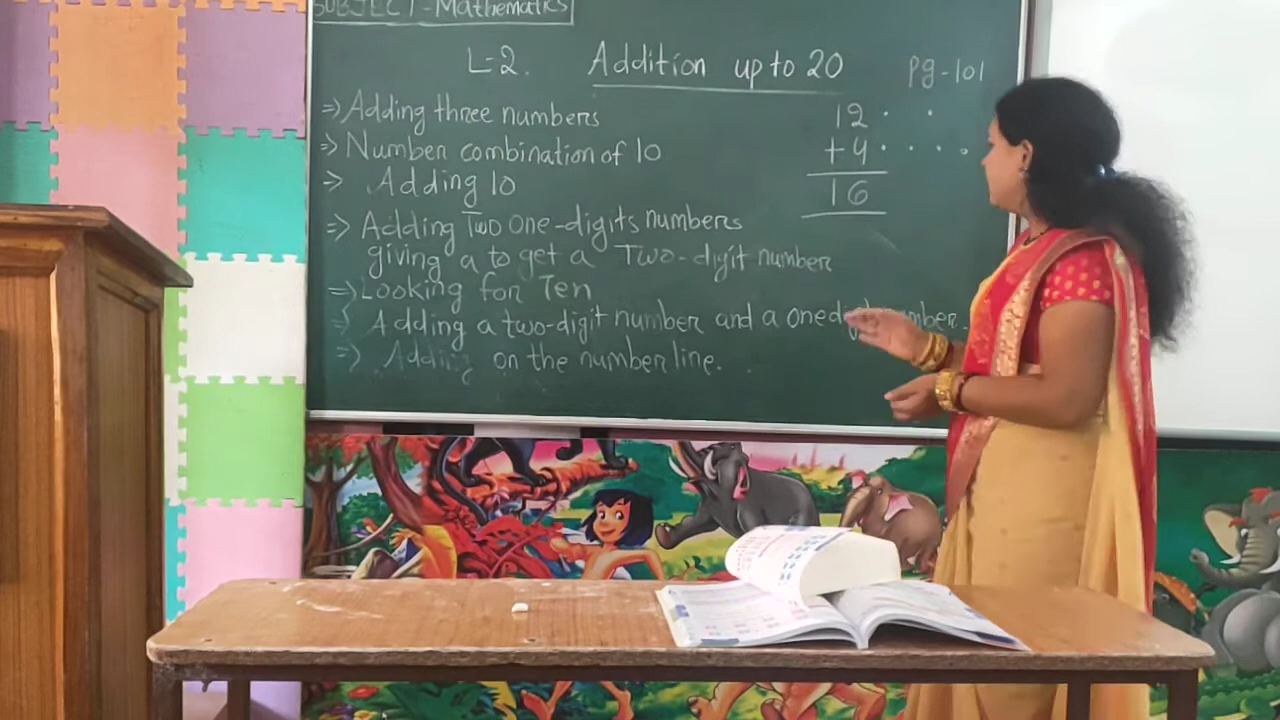 SUBJECT-Mathematics
L-2. Addition up to 20 Pg-101
=> Adding three numbers
=> Number combination of 10
=> Adding 10
=> Adding Two one-digits numbers
giving a to get a Two-digit number
=> Looking for Ten
=> Adding a two-digit number and a one
=> Adding on the number line.
12
+4
16